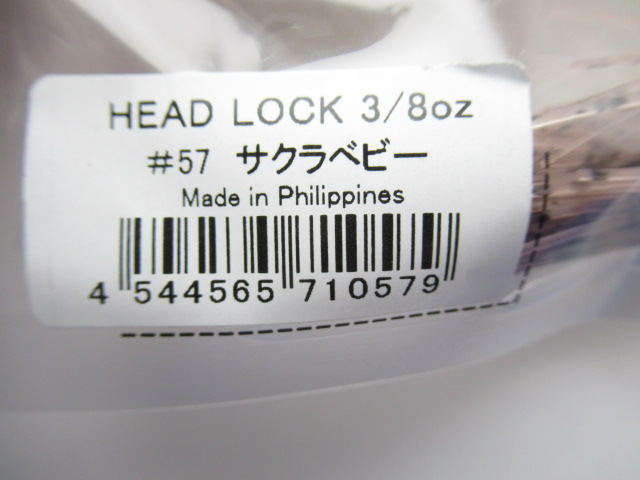 HEAD LOCK 3/8oz
#57 サクラベビー
Made in Philippines
4 544565 710579